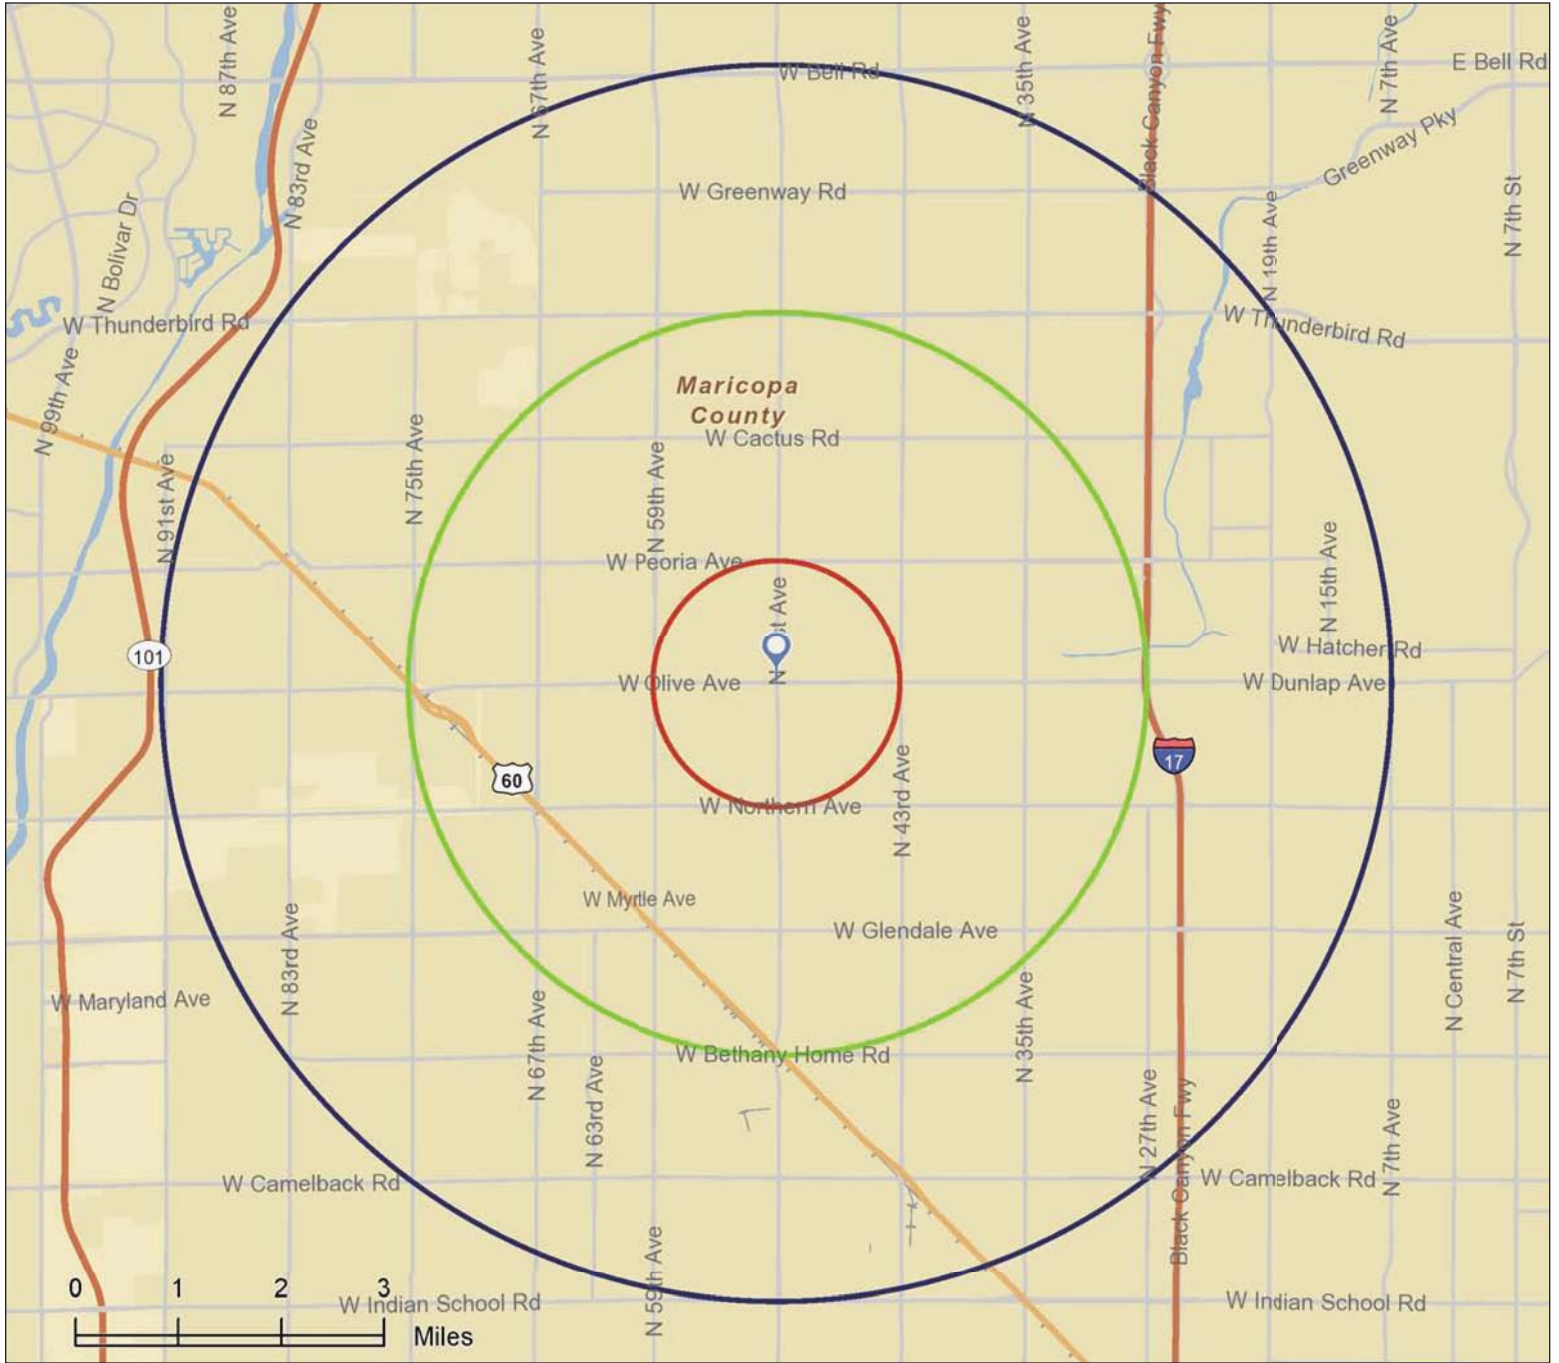 N 87th Ave
N 67th Ave
W Bell Rd
N 35th Ave
Black Canyon Fwy
N 7th Ave
E Bell Rd
N 83rd Ave
Greenway Pky
W Greenway Rd
N Bolivar Dr
N 19th Ave
N 7th St
W Thunderbird Rd
W Thunderbird Rd
N 99th Ave
Maricopa
County
W Cactus Rd
N 75th Ave
N 59th Ave
N 91st Ave
W Peoria Ave
N 15th Ave
N st Ave
101
W Hatcher Rd
W Olive Ave
W Dunlap Ave
17
60
W Northern Ave
N 43rd Ave
W Myrtle Ave
W Glendale Ave
N 83rd Ave
N Central Ave
N 7th St
W Maryland Ave
N 67th Ave
N 35th Ave
W Bethany Home Rd
N 63rd Ave
N 27th Ave
Black Canyon Fwy
N 7th Ave
W Camelback Rd
W Camelback Rd
N 59th Ave
0 1 2 3
W Indian School Rd
W Indian School Rd
Miles